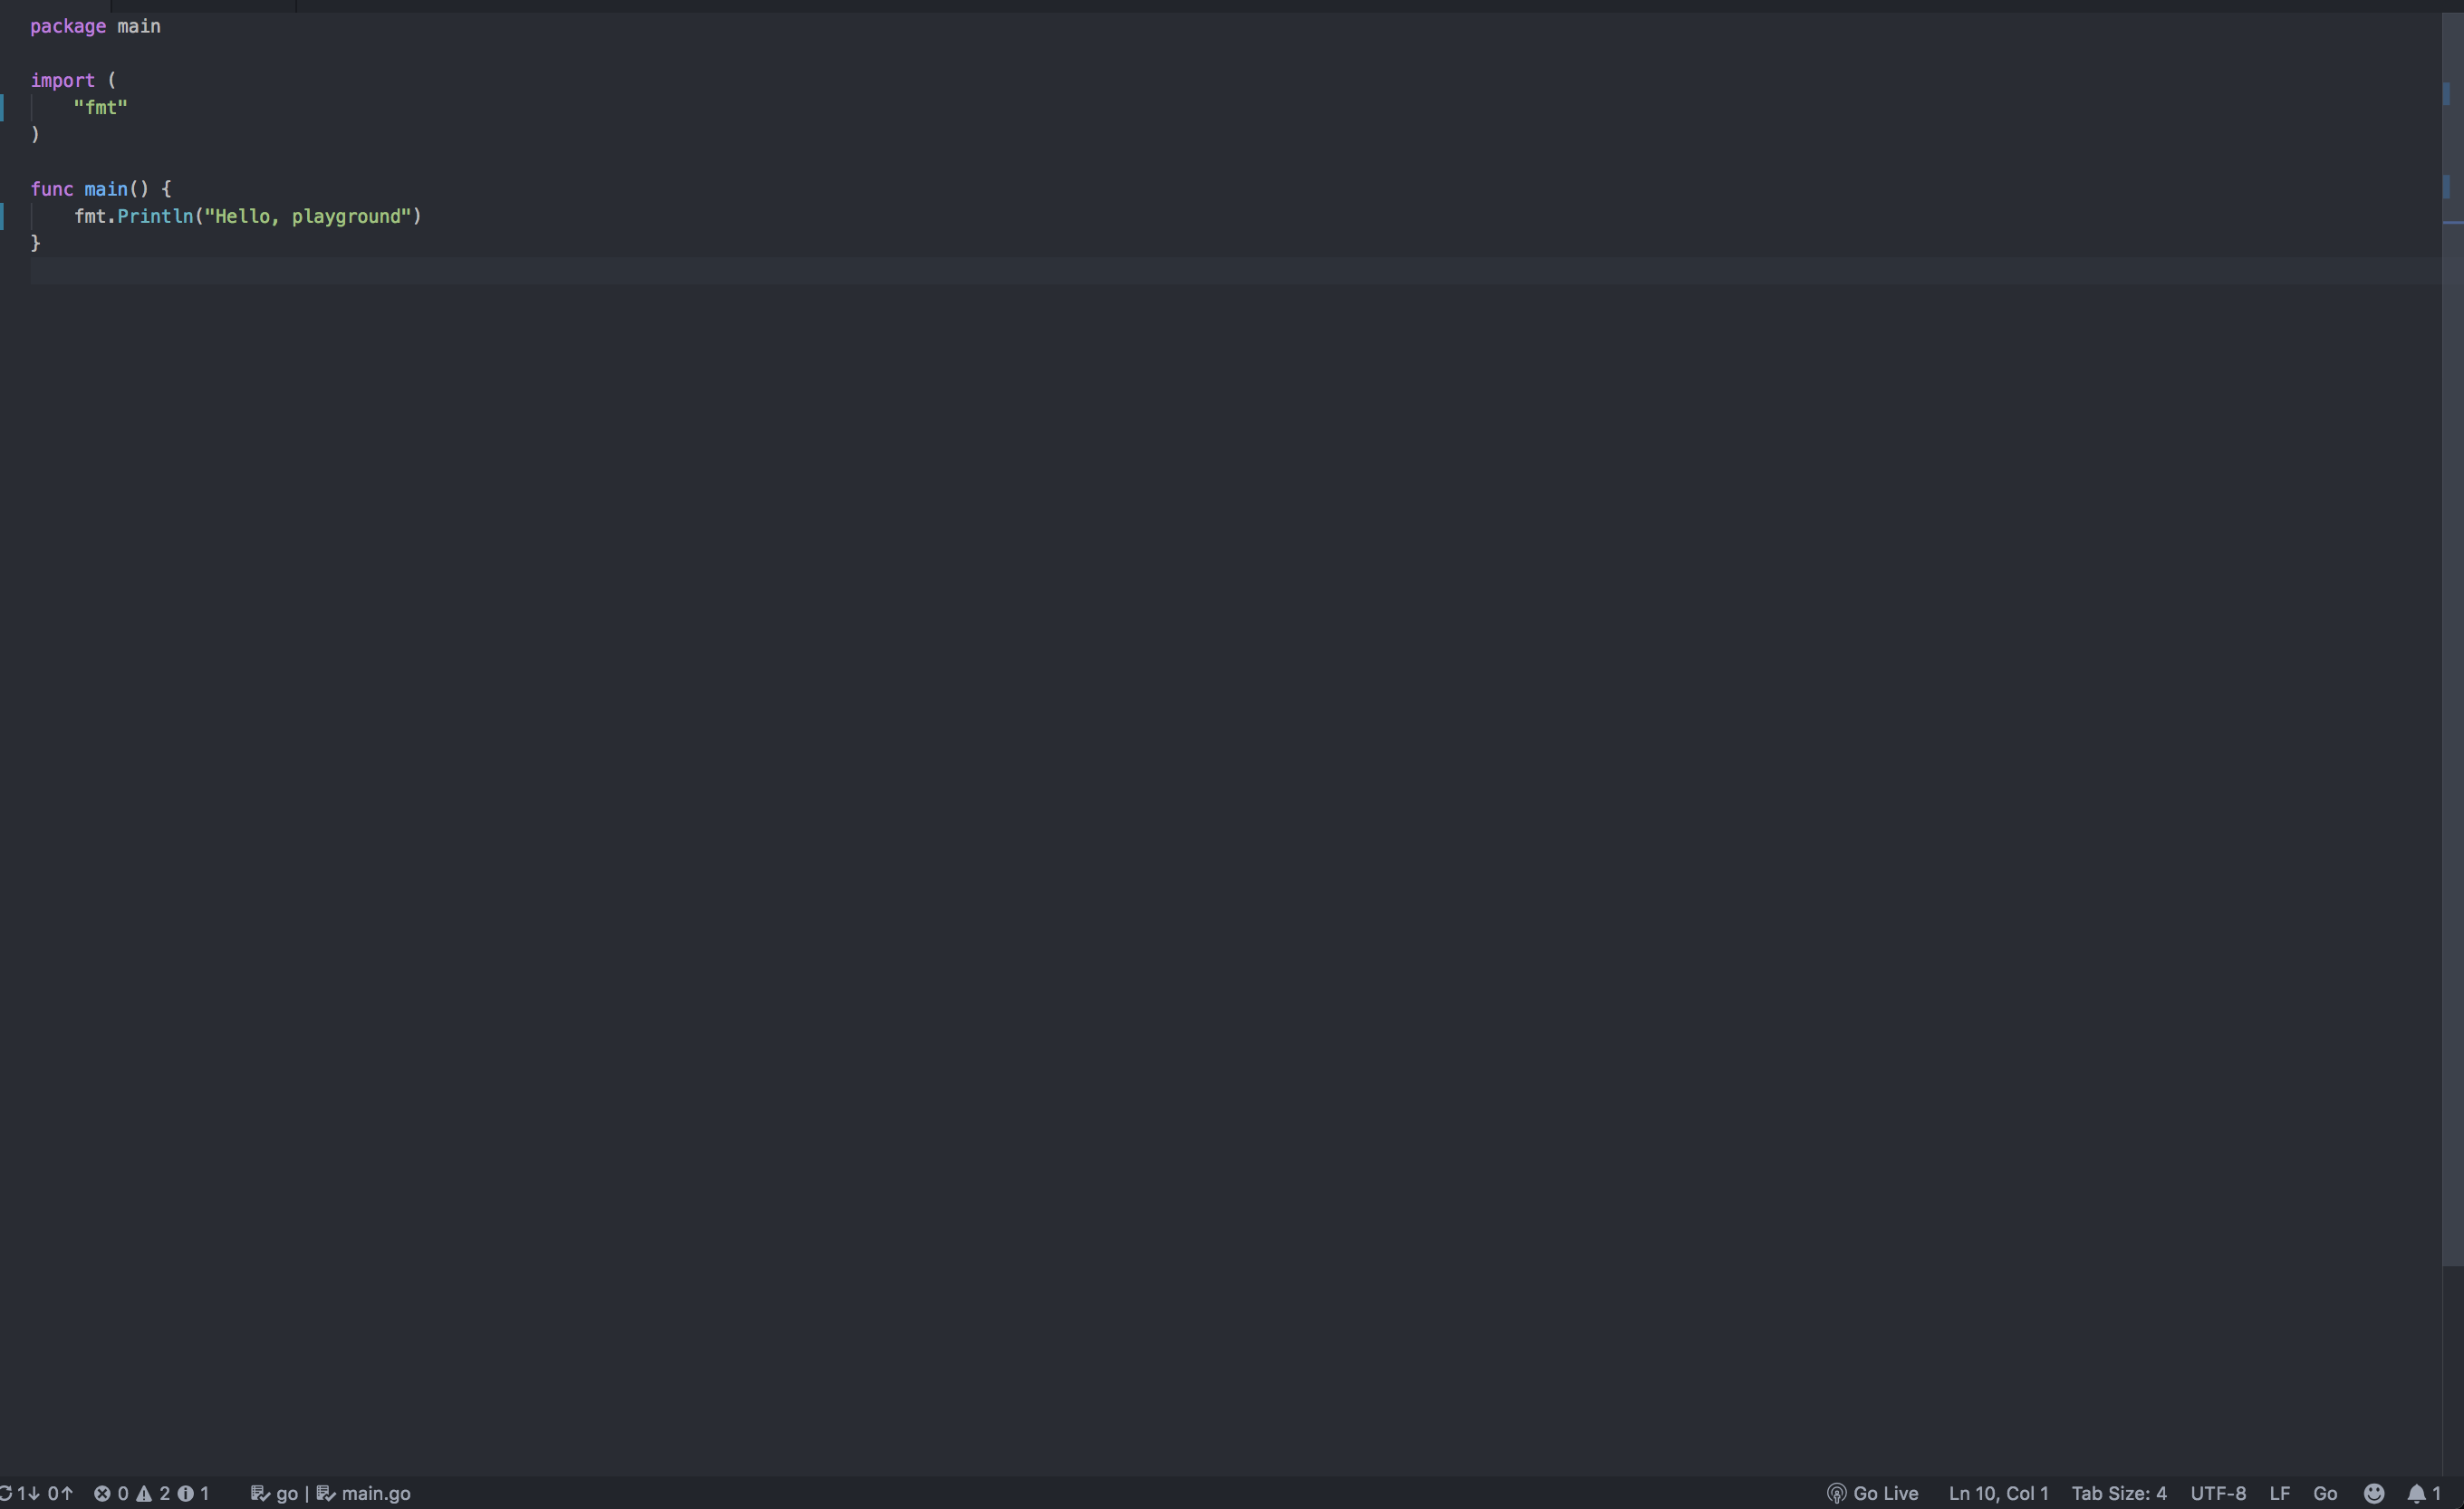 package main
import (
"fmt"
)
func main() {
fmt.Println("Hello, playground")
}
1↓ 0↑ 0 2 1 go | main.go Go Live Ln 10, Col 1 Tab Size: 4 UTF-8 LF Go 1